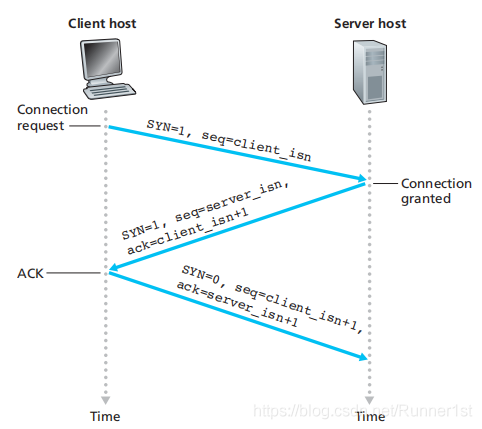 Client host
Server host
Connection
request
SYN=1, seq=client_isn
Connection
granted
SYN=1, seq=server_isn,
ack=client_isn+1
ACK
SYN=0, seq=client_isn+1,
ack=server_isn+1
Time
Time
https://blog.csdn.net/Runner1st